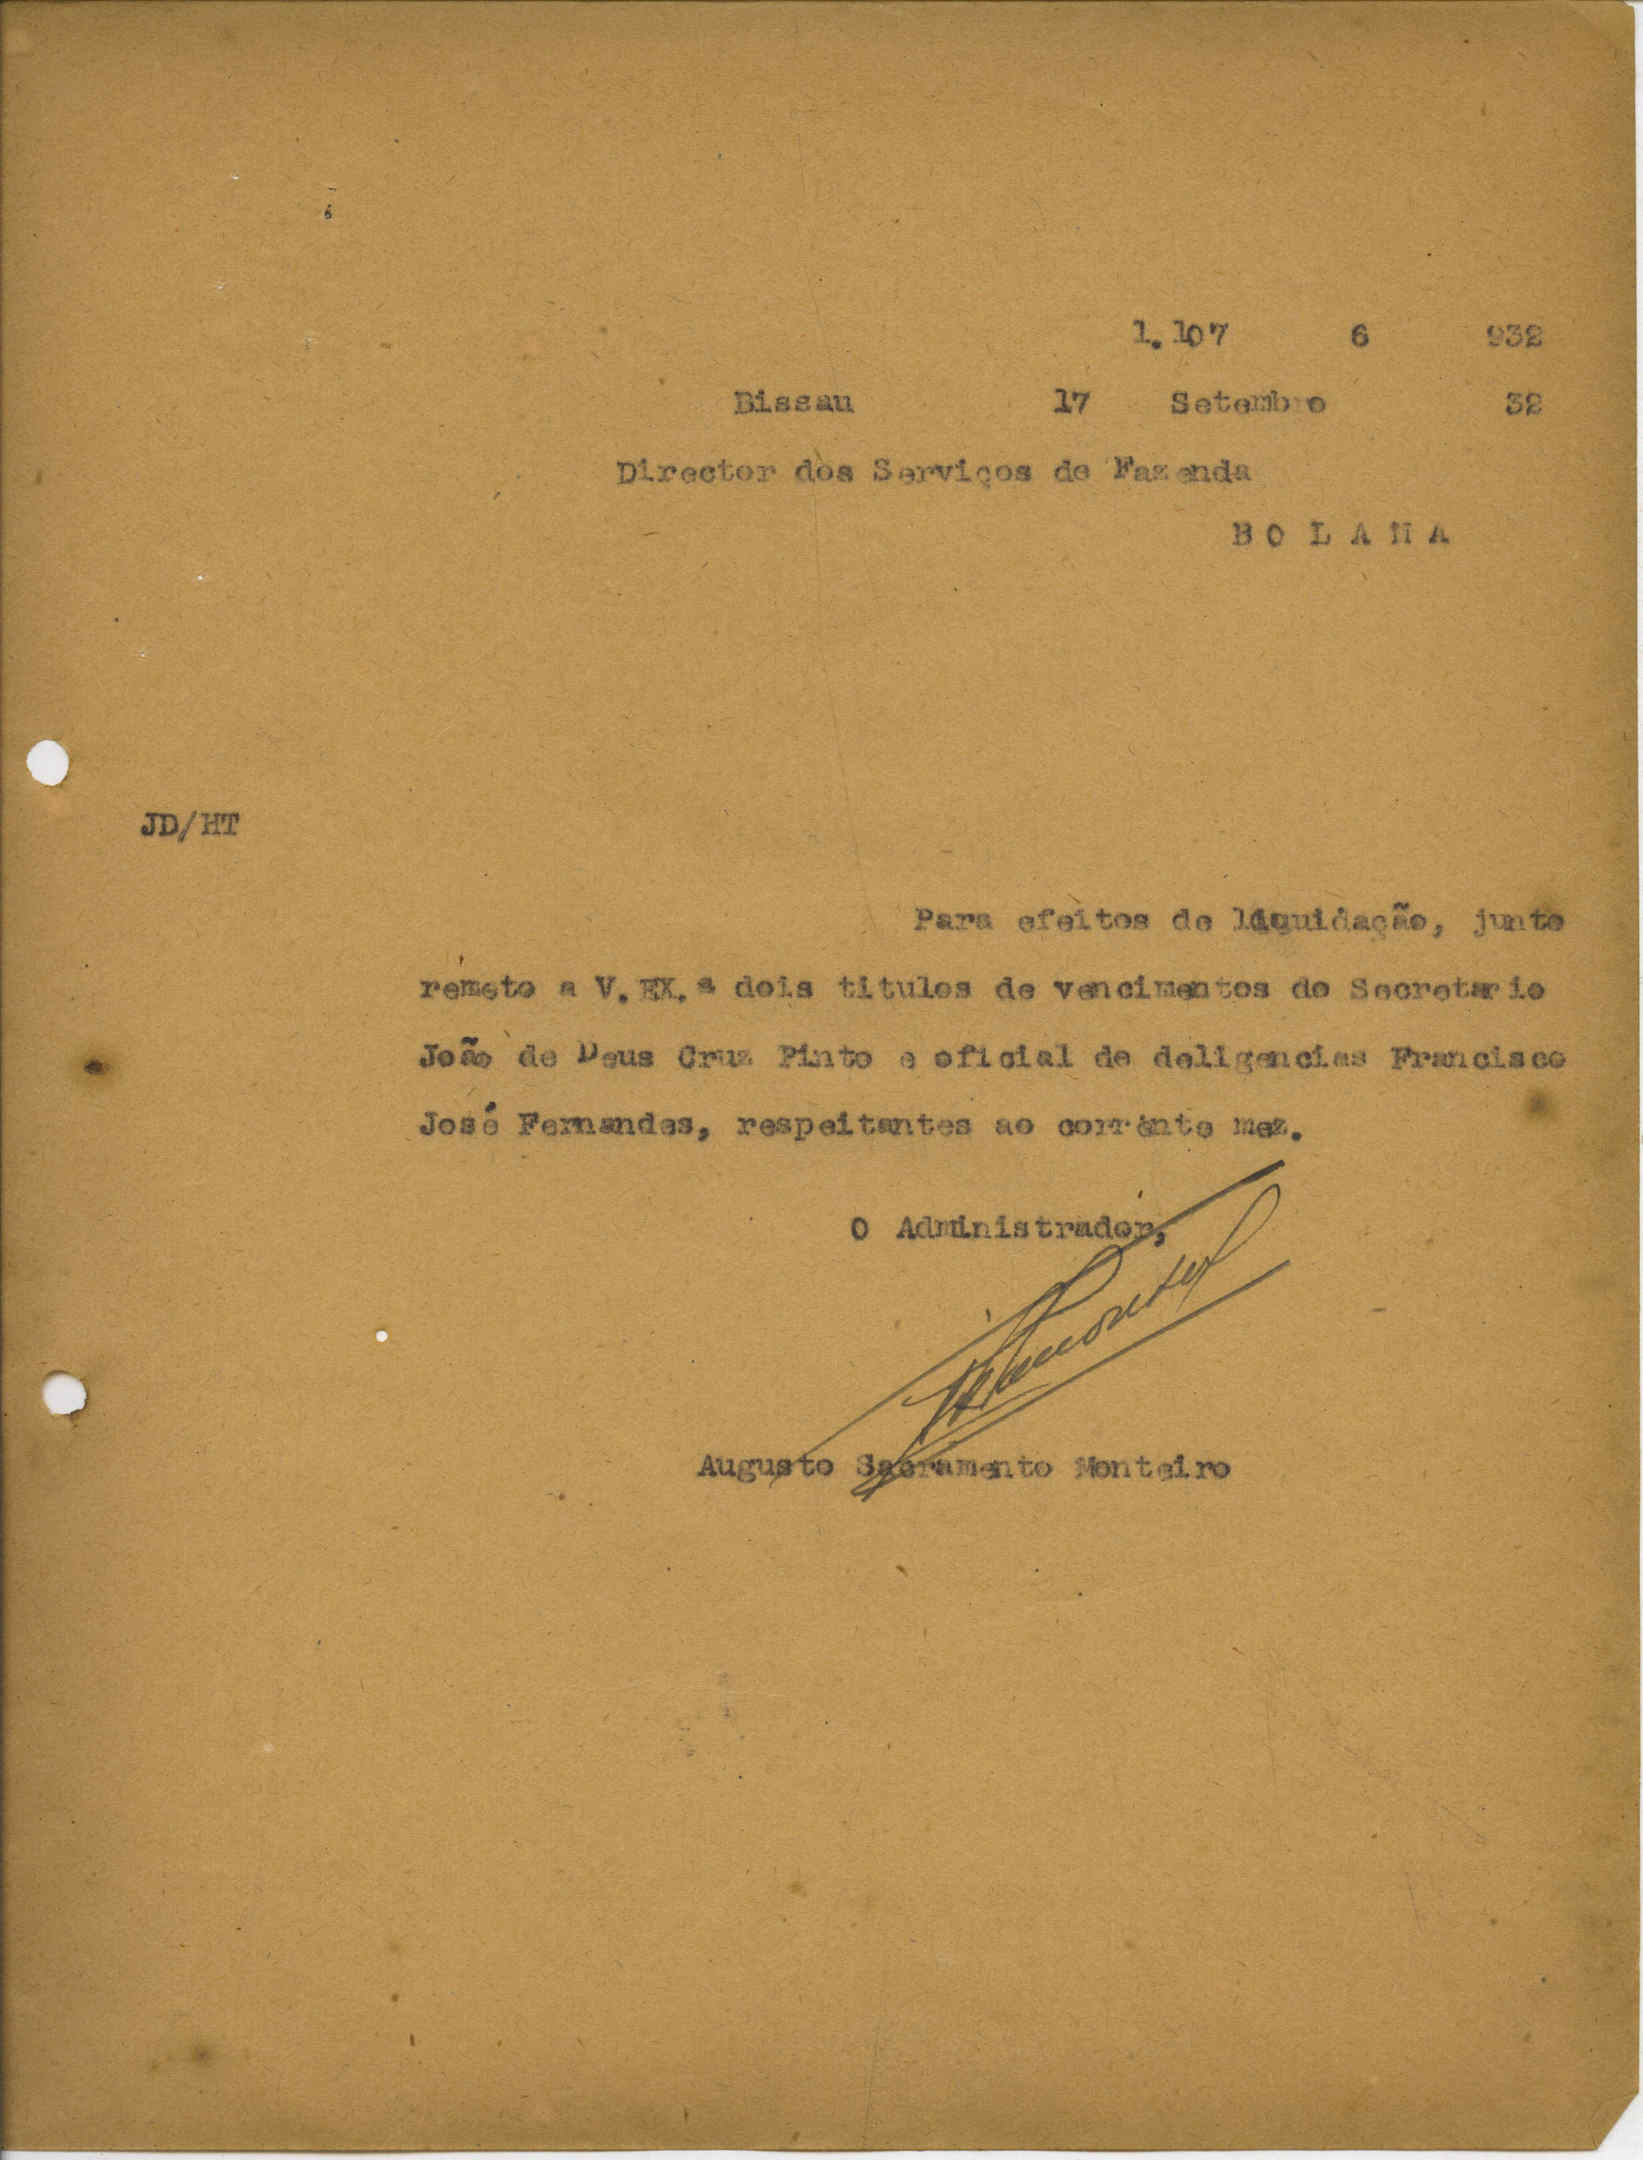 1.107 6 932
Bissau 17 Setembro 32
Director dos Serviços de Fazenda
B O L A M A
JD/HT
Para efeitos de liquidação, junto
remeto a V.EX.ª dois titulos de vencimentos do Secretario
João de Deus Cruz Pinto e oficial de deligencias Francisco
José Fernandes, respeitantes ao corrente mez.
O Administrador,
Augusto Sacramento Monteiro